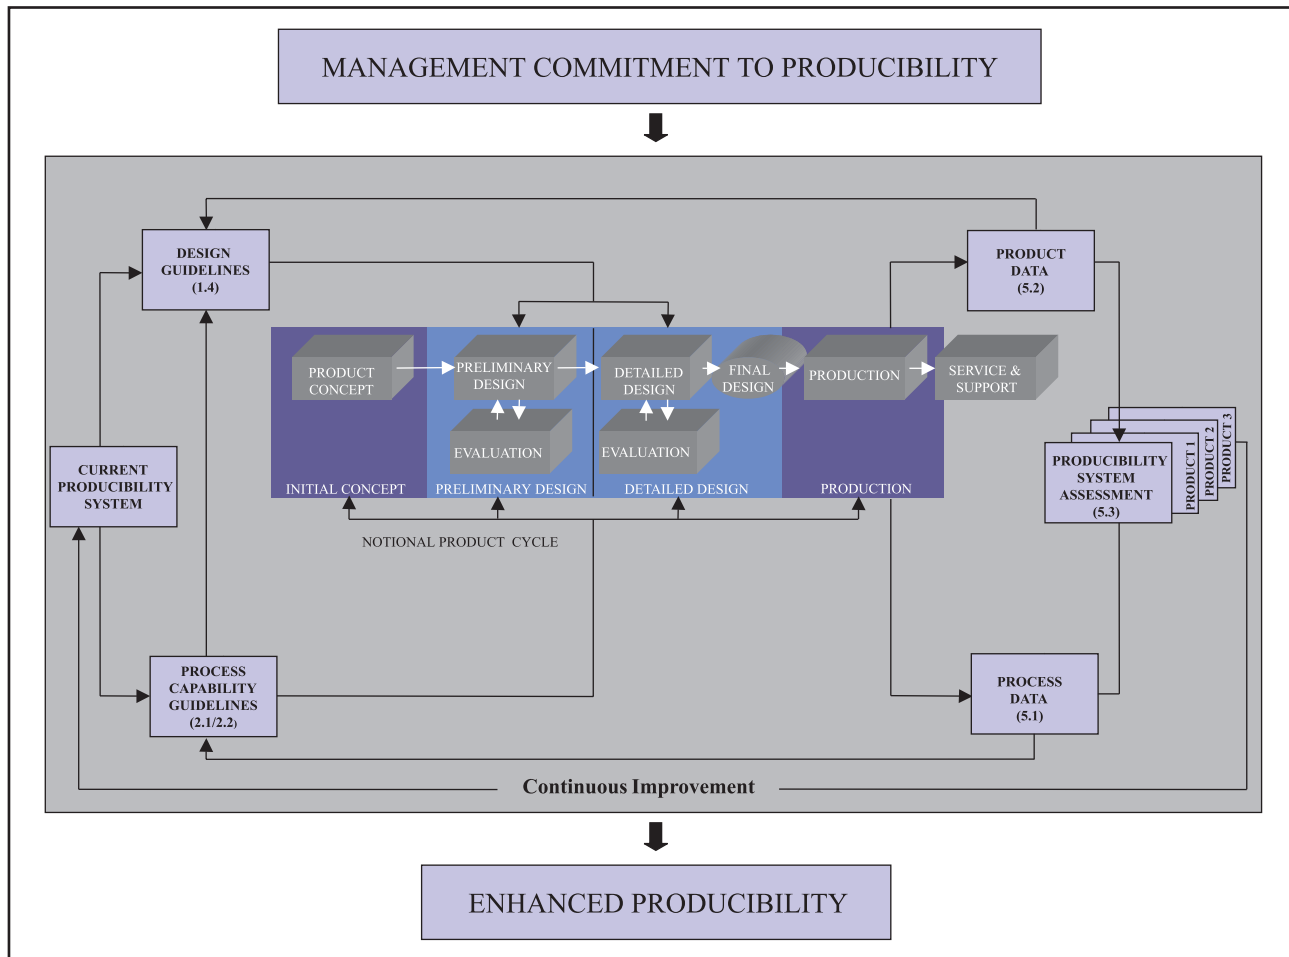 MANAGEMENT COMMITMENT TO PRODUCIBILITY
DESIGN
GUIDELINES
(1.4)
PRODUCT
DATA
(5.2)
PRODUCT
CONCEPT
PRELIMINARY
DESIGN
DETAILED
DESIGN
FINAL
DESIGN
PRODUCTION
SERVICE &
SUPPORT
EVALUATION
EVALUATION
INITIAL CONCEPT
PRELIMINARY DESIGN
DETAILED DESIGN
PRODUCTION
NOTIONAL PRODUCT CYCLE
CURRENT
PRODUCIBILITY
SYSTEM
PRODUCIBILITY
SYSTEM
ASSESSMENT
(5.3)
PRODUCT 1
PRODUCT 2
PRODUCT 3
PROCESS
CAPABILITY
GUIDELINES
(2.1/2.2)
PROCESS
DATA
(5.1)
Continuous Improvement
ENHANCED PRODUCIBILITY